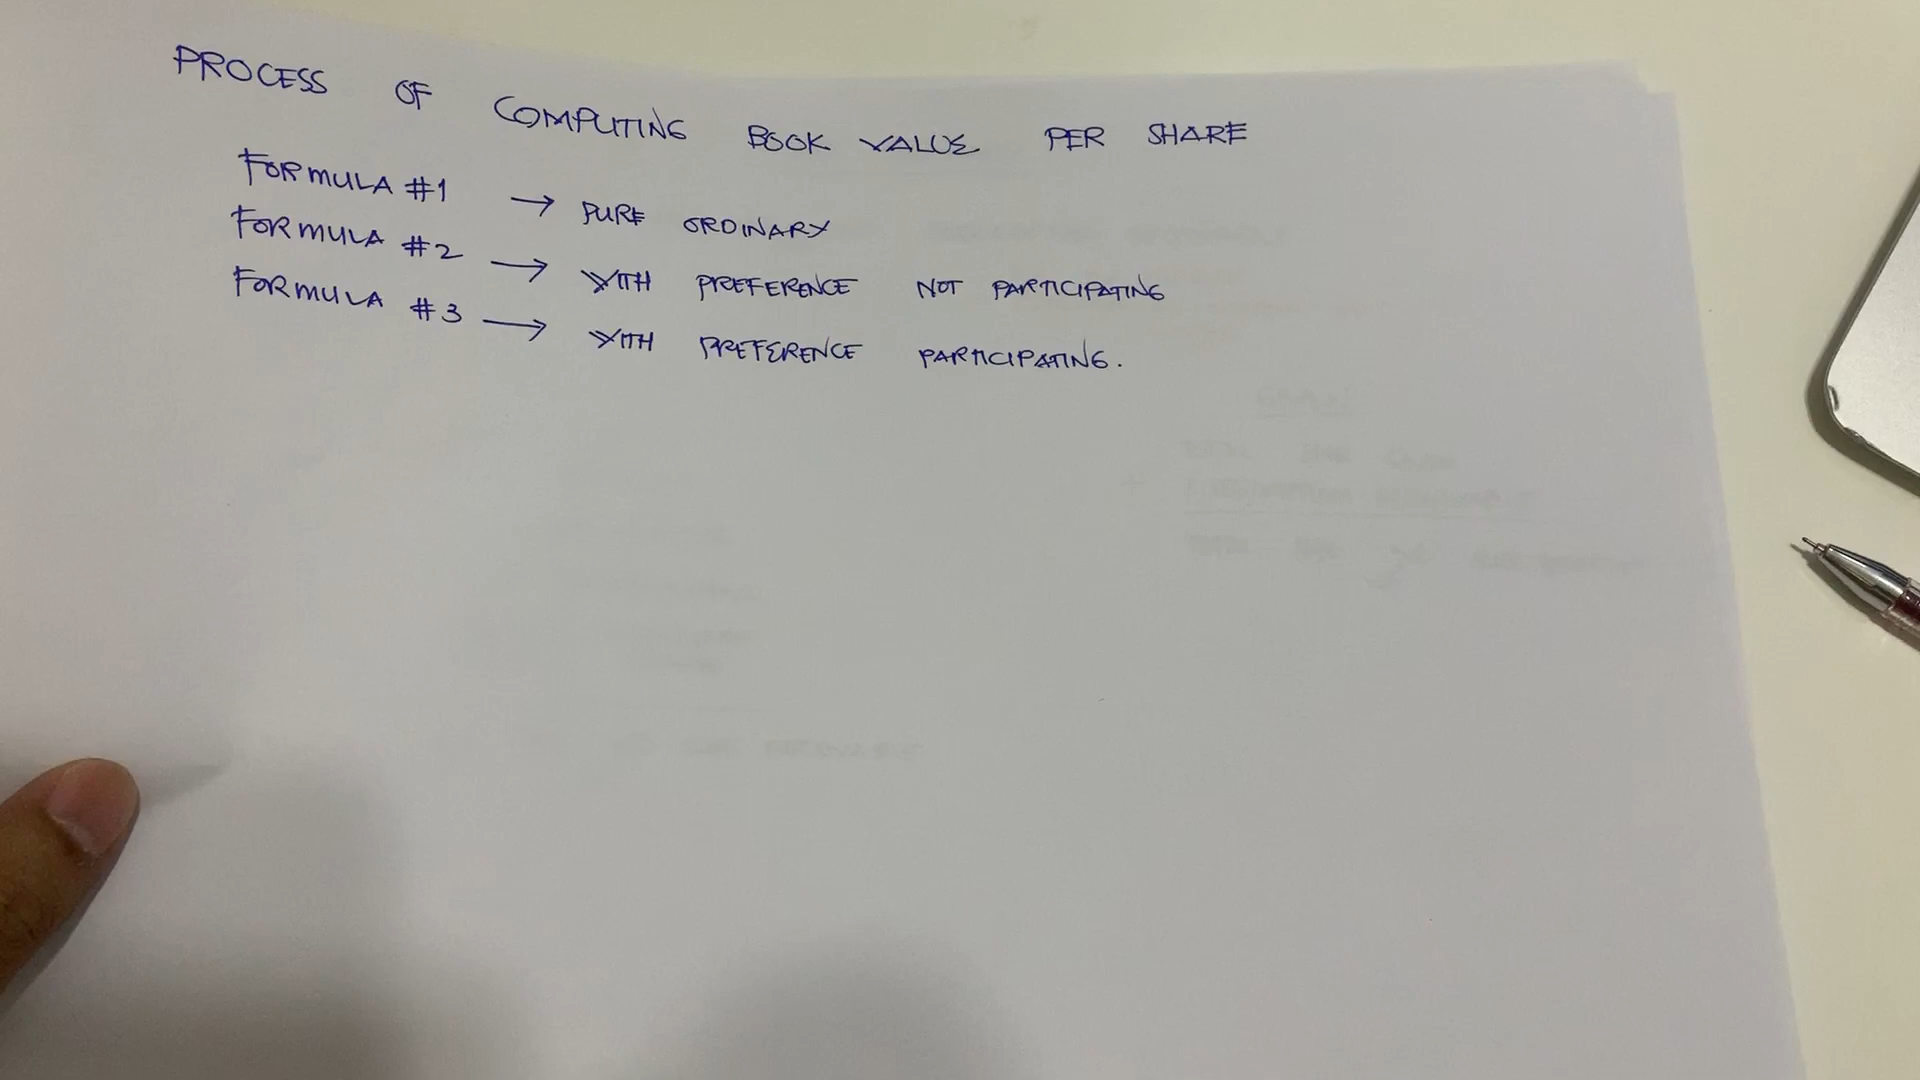 PROCESS OF COMPUTING BOOK VALUE PER SHARE
FORMULA #1 → PURE ORDINARY
FORMULA #2 → WITH PREFERENCE NOT PARTICIPATING
FORMULA #3 → WITH PREFERENCE PARTICIPATING.